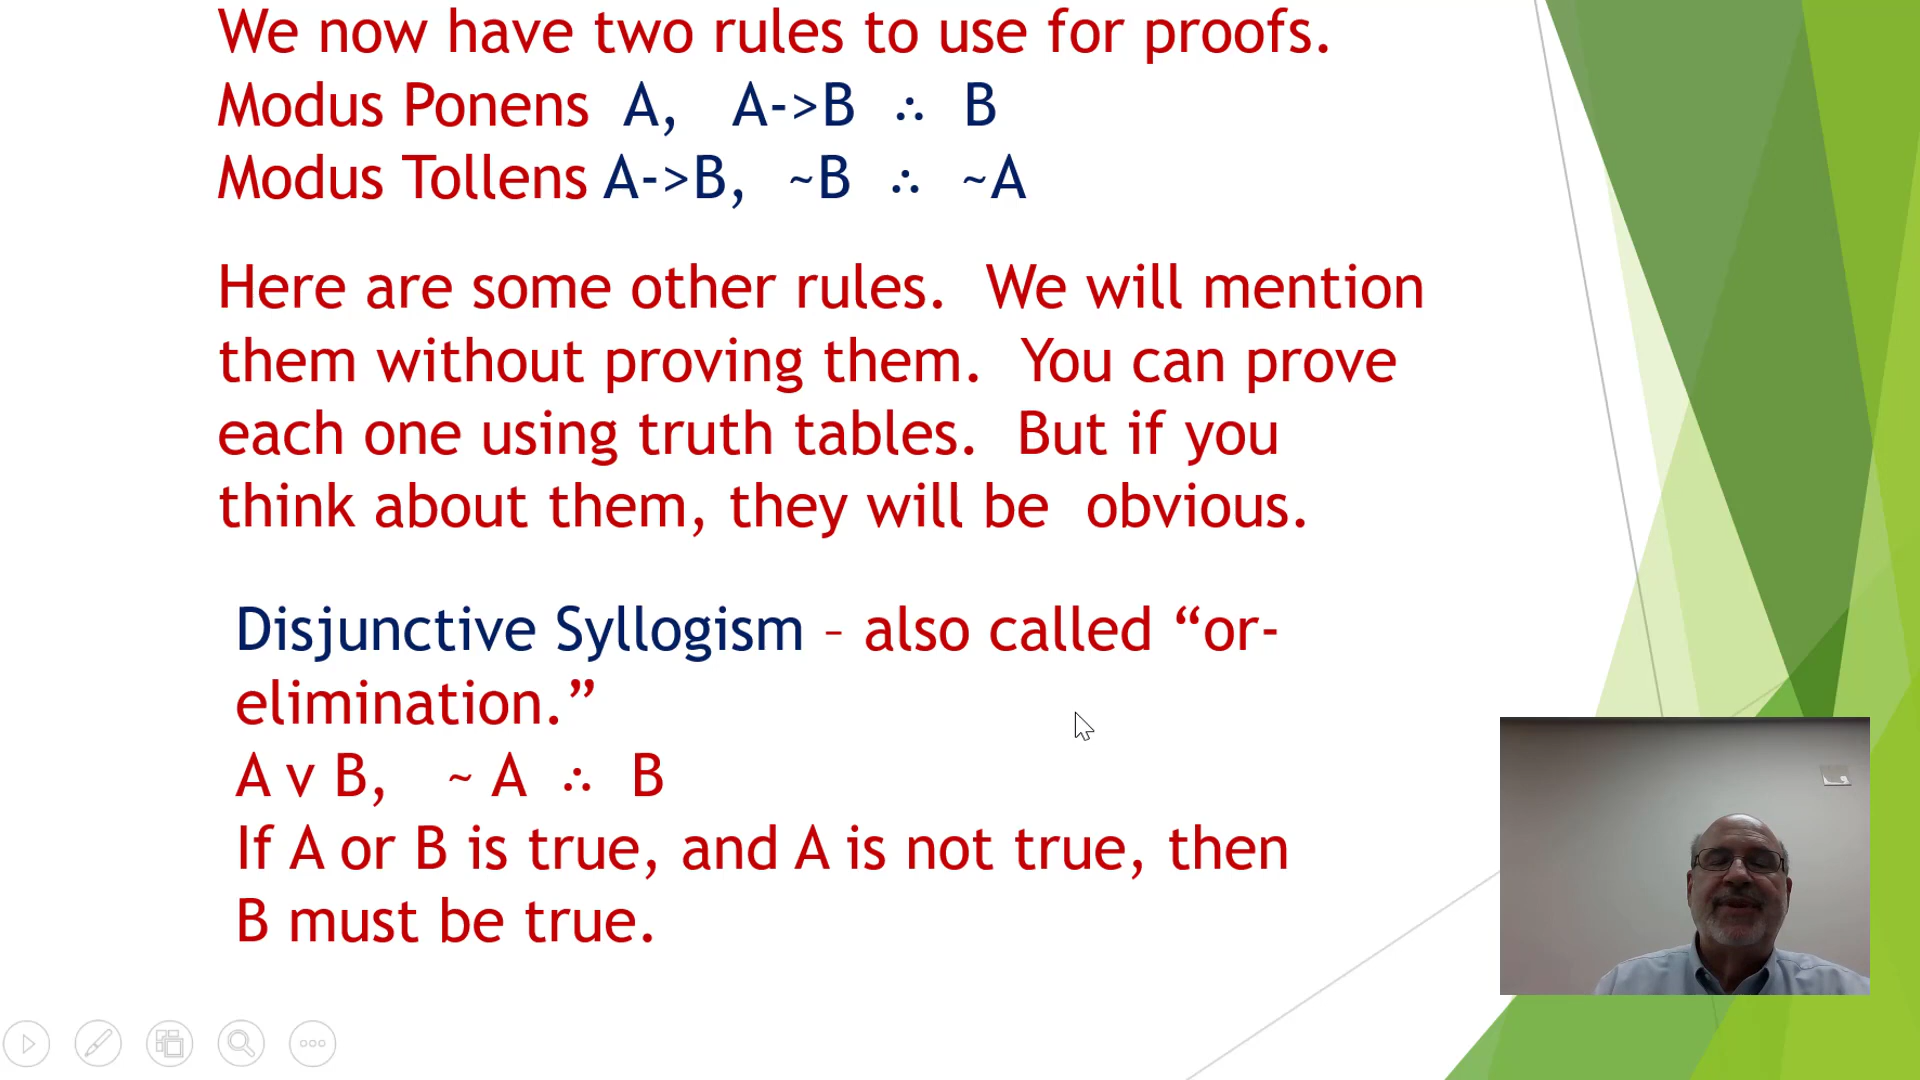 We now have two rules to use for proofs.
Modus Ponens A, A->B ∴ B
Modus Tollens A->B, ~B ∴ ~A
Here are some other rules. We will mention
them without proving them. You can prove
each one using truth tables. But if you
think about them, they will be obvious.
Disjunctive Syllogism – also called “or-
elimination.”
A v B, ~ A ∴ B
If A or B is true, and A is not true, then
B must be true.